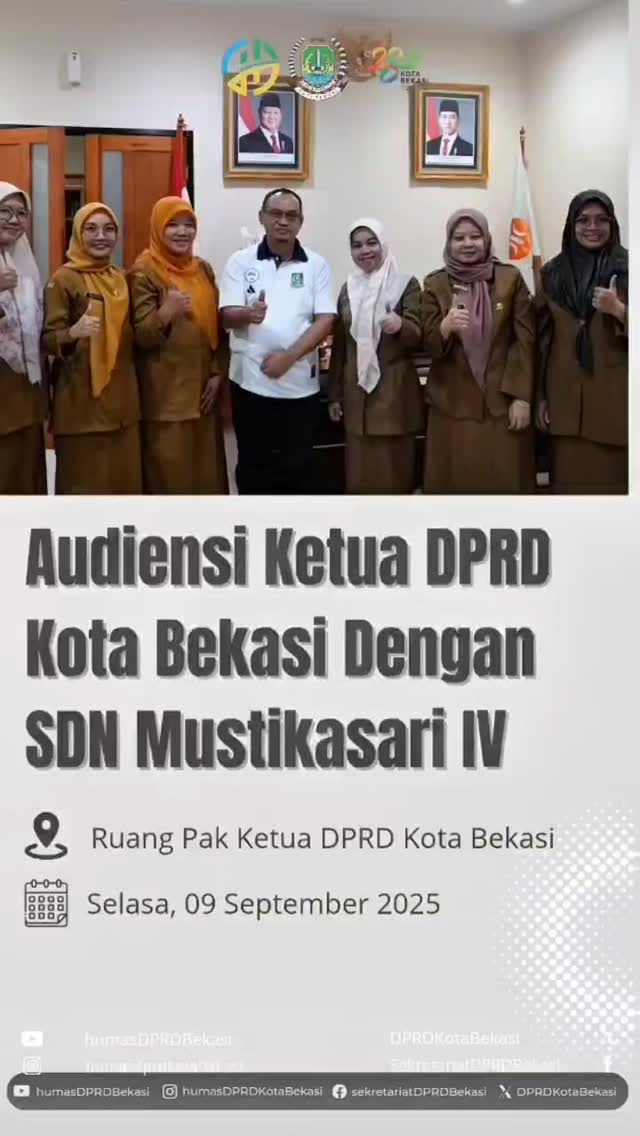 KOTA BEKASI
Audiensi Ketua DPRD
Kota Bekasi Dengan
SDN Mustikasari IV
Ruang Pak Ketua DPRD Kota Bekasi
Selasa, 09 September 2025
humasDPRDBekasi DPRDKotaBekasi
SekretariatDPRDBekasi
humasDPRDBekasi humasDPRDKotaBekasi sekretariatDPRDBekasi DPRDKotaBekasi